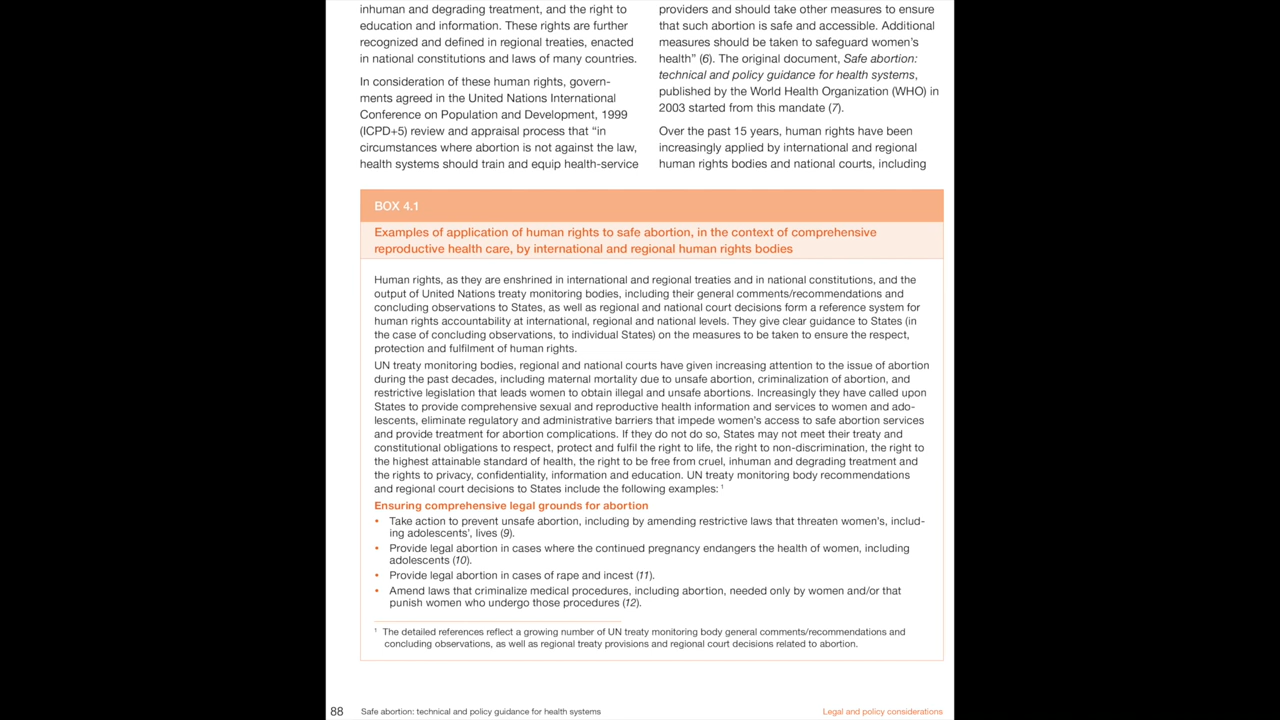 inhuman and degrading treatment, and the right to
education and information. These rights are further
recognized and defined in regional treaties, enacted
in national constitutions and laws of many countries.
In consideration of these human rights, govern-
ments agreed in the United Nations International
Conference on Population and Development, 1999
(ICPD+5) review and appraisal process that “in
circumstances where abortion is not against the law,
health systems should train and equip health-service
providers and should take other measures to ensure
that such abortion is safe and accessible. Additional
measures should be taken to safeguard women’s
health” (6). The original document, Safe abortion:
technical and policy guidance for health systems,
published by the World Health Organization (WHO) in
2003 started from this mandate (7).
Over the past 15 years, human rights have been
increasingly applied by international and regional
human rights bodies and national courts, including
BOX 4.1
Examples of application of human rights to safe abortion, in the context of comprehensive
reproductive health care, by international and regional human rights bodies
Human rights, as they are enshrined in international and regional treaties and in national constitutions, and the
output of United Nations treaty monitoring bodies, including their general comments/recommendations and
concluding observations to States, as well as regional and national court decisions form a reference system for
human rights accountability at international, regional and national levels. They give clear guidance to States (in
the case of concluding observations, to individual States) on the measures to be taken to ensure the respect,
protection and fulfilment of human rights.
UN treaty monitoring bodies, regional and national courts have given increasing attention to the issue of abortion
during the past decades, including maternal mortality due to unsafe abortion, criminalization of abortion, and
restrictive legislation that leads women to obtain illegal and unsafe abortions. Increasingly they have called upon
States to provide comprehensive sexual and reproductive health information and services to women and ado-
lescents, eliminate regulatory and administrative barriers that impede women’s access to safe abortion services
and provide treatment for abortion complications. If they do not do so, States may not meet their treaty and
constitutional obligations to respect, protect and fulfil the right to life, the right to non-discrimination, the right to
the highest attainable standard of health, the right to be free from cruel, inhuman and degrading treatment and
the rights to privacy, confidentiality, information and education. UN treaty monitoring body recommendations
and regional court decisions to States include the following examples: 1
Ensuring comprehensive legal grounds for abortion
• Take action to prevent unsafe abortion, including by amending restrictive laws that threaten women’s, includ-
ing adolescents’, lives (9).
• Provide legal abortion in cases where the continued pregnancy endangers the health of women, including
adolescents (10).
• Provide legal abortion in cases of rape and incest (11).
• Amend laws that criminalize medical procedures, including abortion, needed only by women and/or that
punish women who undergo those procedures (12).
1 The detailed references reflect a growing number of UN treaty monitoring body general comments/recommendations and
concluding observations, as well as regional treaty provisions and regional court decisions related to abortion.
88 Safe abortion: technical and policy guidance for health systems
Legal and policy considerations